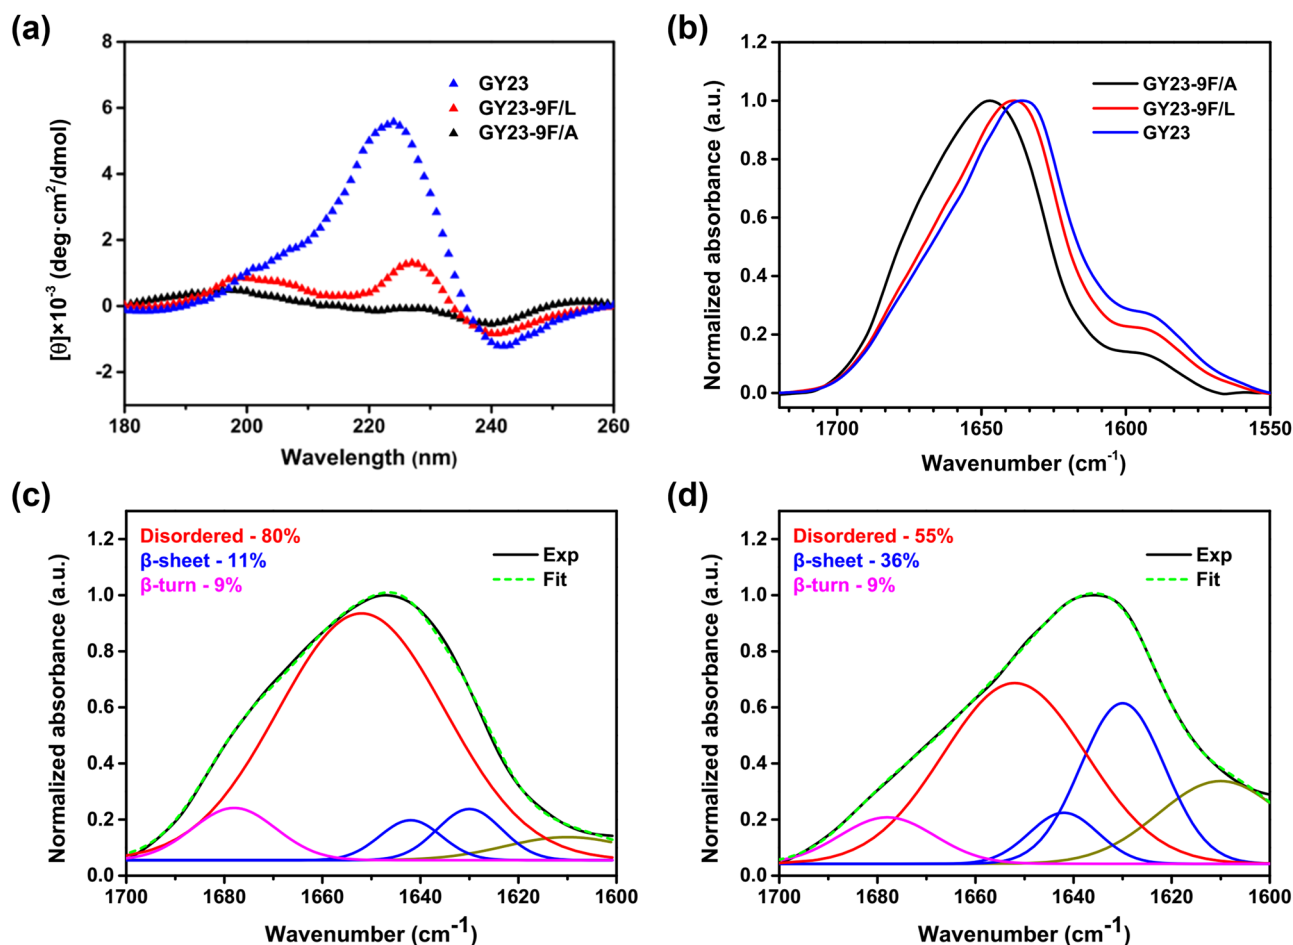 (a)
8
6
4
2
0
-2
[θ]×10⁻³ (deg·cm²/dmol)
GY23
GY23-9F/L
GY23-9F/A
180 200 220 240 260
Wavelength (nm)
(b)
1.2
1.0
0.8
0.6
0.4
0.2
0.0
Normalized absorbance (a.u.)
GY23-9F/A
GY23-9F/L
GY23
1700 1650 1600 1550
Wavenumber (cm⁻¹)
(c)
1.2
1.0
0.8
0.6
0.4
0.2
0.0
Normalized absorbance (a.u.)
Disordered - 80%
β-sheet - 11%
β-turn - 9%
Exp
Fit
1700 1680 1660 1640 1620 1600
Wavenumber (cm⁻¹)
(d)
1.2
1.0
0.8
0.6
0.4
0.2
0.0
Normalized absorbance (a.u.)
Disordered - 55%
β-sheet - 36%
β-turn - 9%
Exp
Fit
1700 1680 1660 1640 1620 1600
Wavenumber (cm⁻¹)